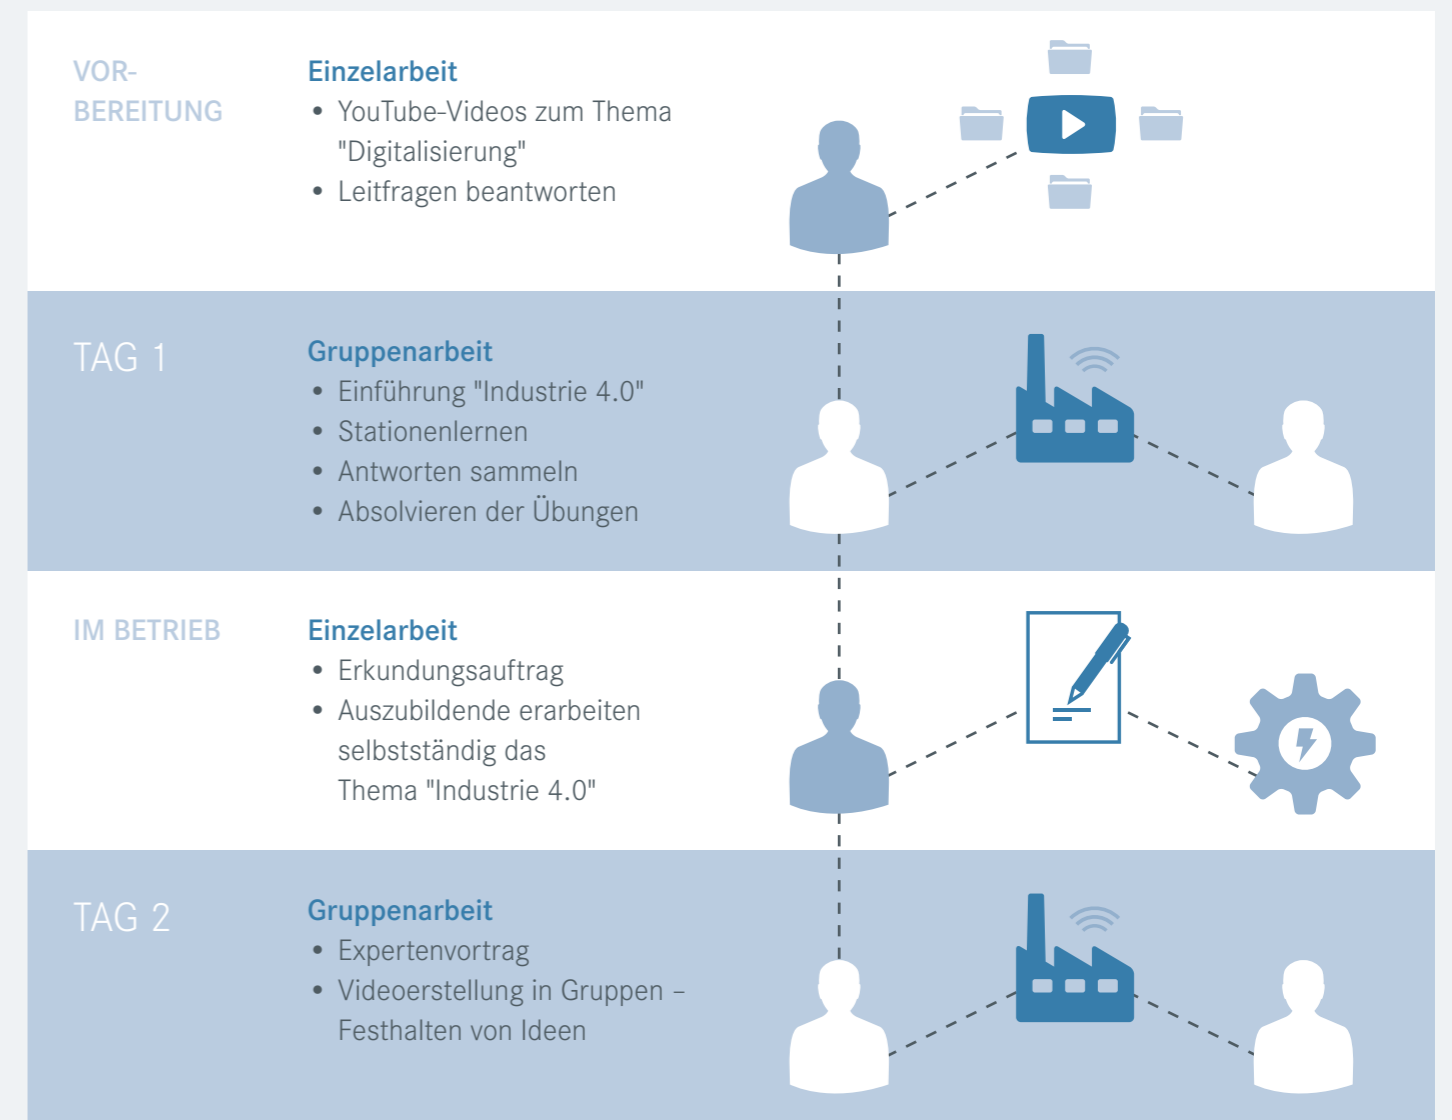 VOR-
BEREITUNG
Einzelarbeit
• YouTube-Videos zum Thema
"Digitalisierung"
• Leitfragen beantworten
TAG 1
Gruppenarbeit
• Einführung "Industrie 4.0"
• Stationenlernen
• Antworten sammeln
• Absolvieren der Übungen
IM BETRIEB
Einzelarbeit
• Erkundungsauftrag
• Auszubildende erarbeiten
selbstständig das
Thema "Industrie 4.0"
TAG 2
Gruppenarbeit
• Expertenvortrag
• Videoerstellung in Gruppen –
Festhalten von Ideen